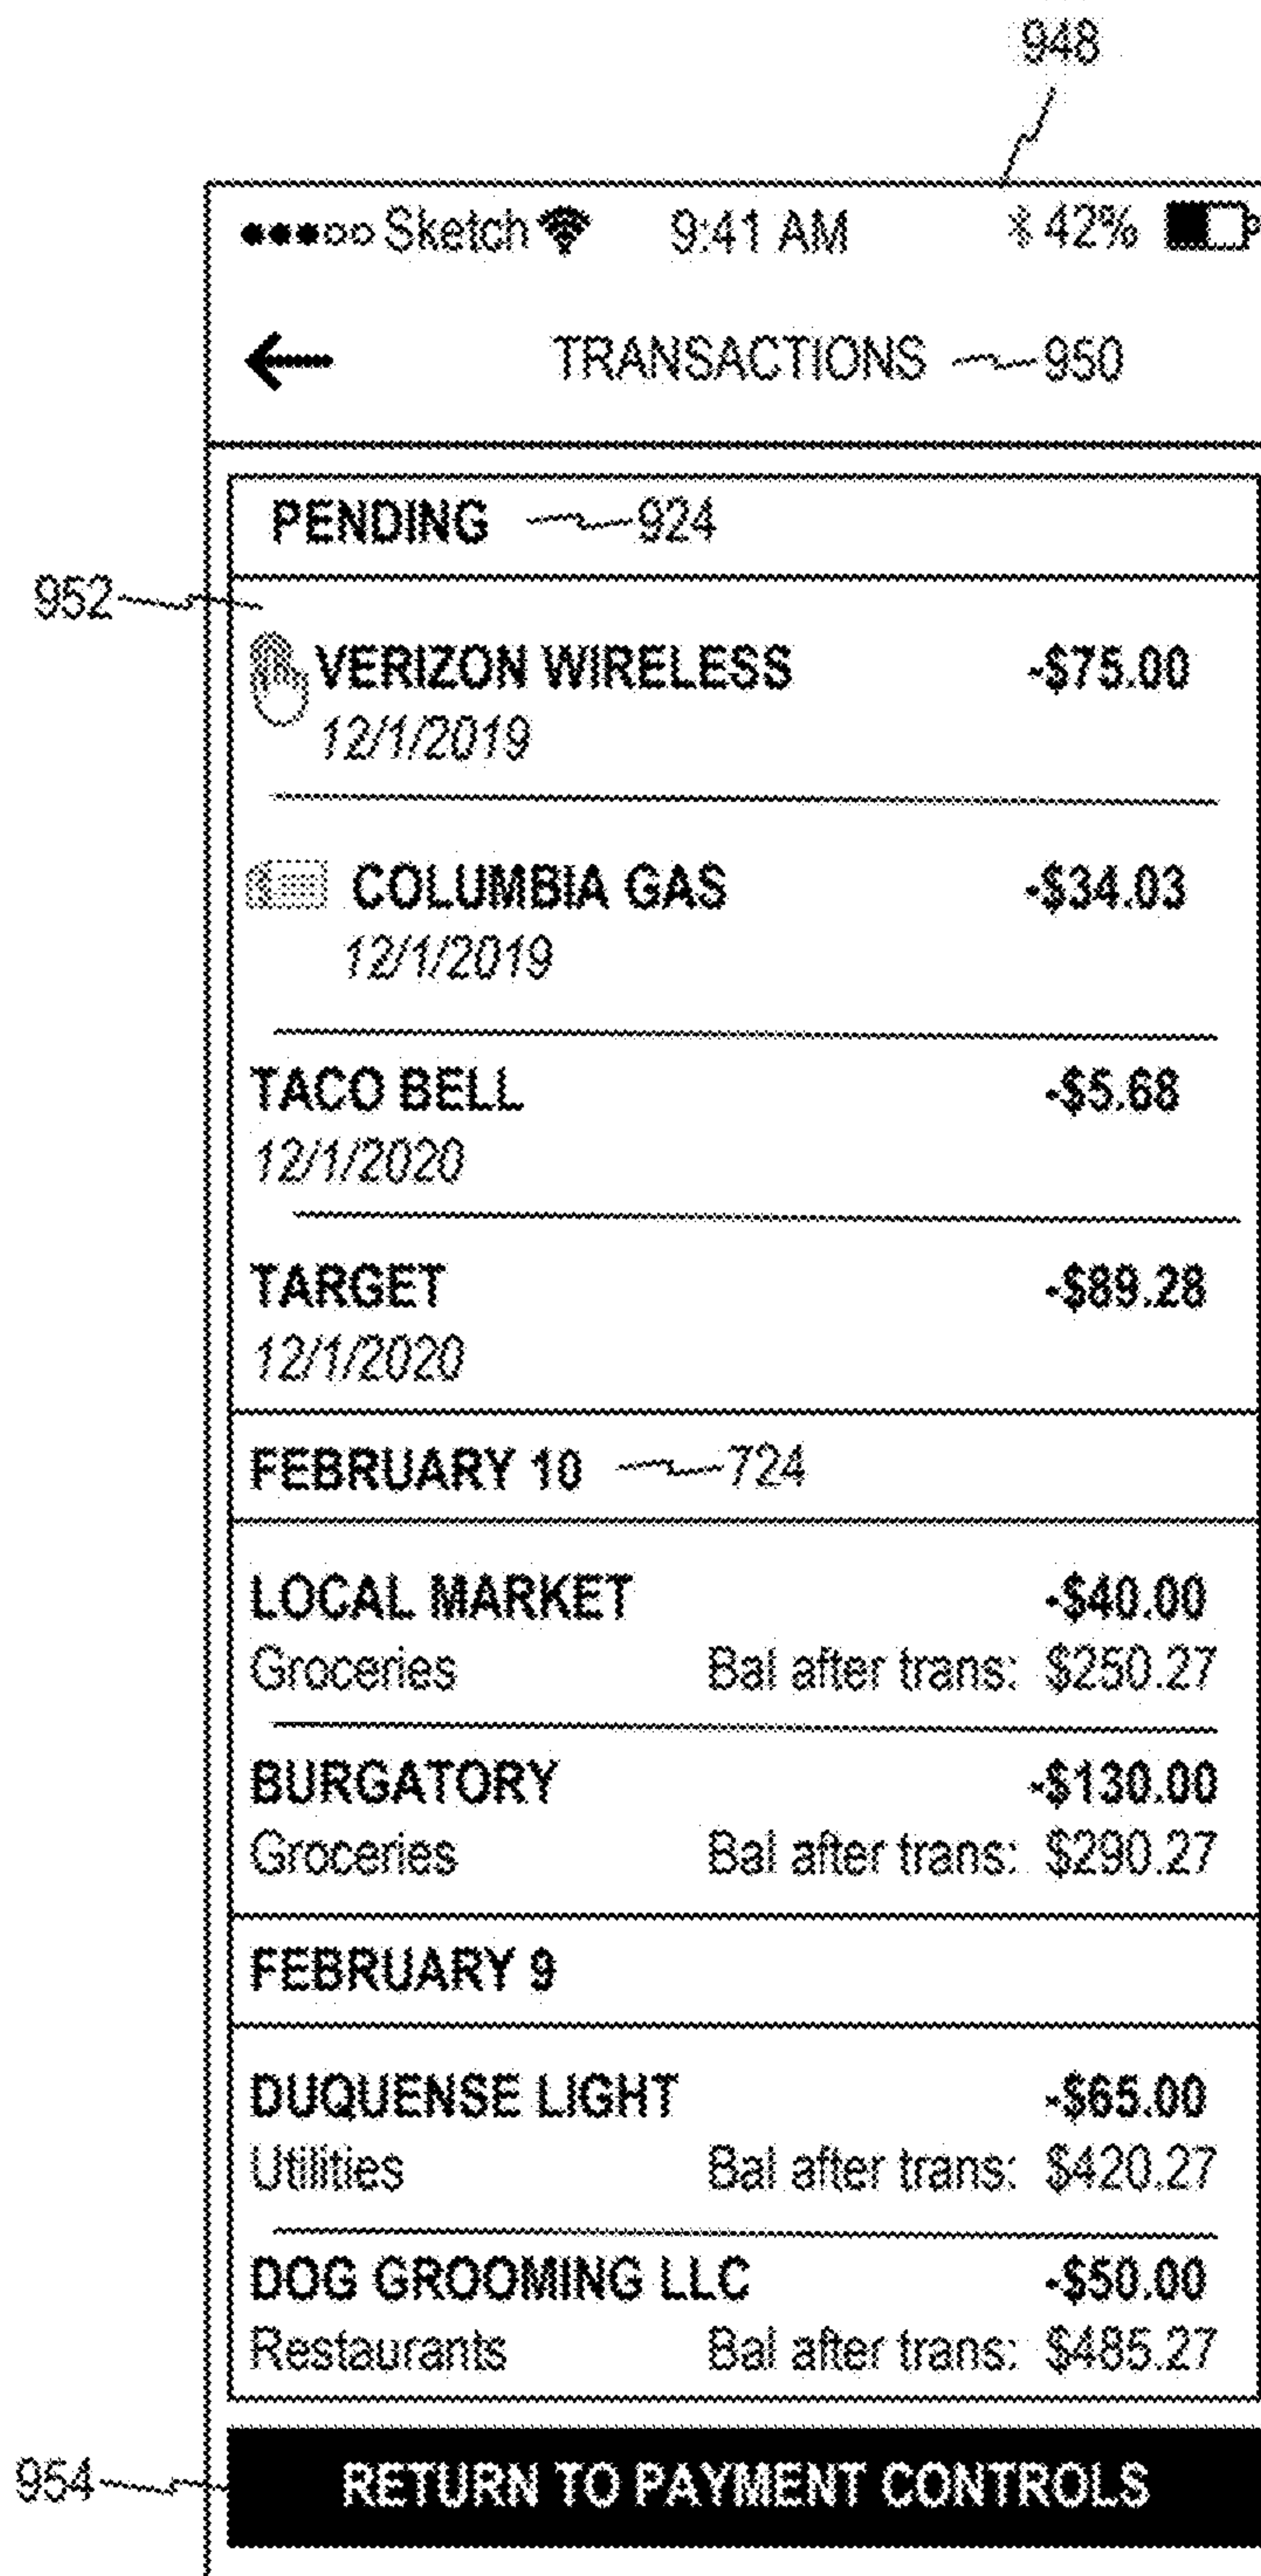 948
Sketch 9:41 AM 42%
TRANSACTIONS 950
PENDING 924
952
VERIZON WIRELESS -$75.00
12/1/2019
COLUMBIA GAS -$34.03
12/1/2019
TACO BELL -$5.68
12/1/2020
TARGET -$89.28
12/1/2020
FEBRUARY 10 724
LOCAL MARKET -$40.00
Groceries Bal after trans: $250.27
BURGATORY -$130.00
Groceries Bal after trans: $290.27
FEBRUARY 9
DUQUENSE LIGHT -$65.00
Utilities Bal after trans: $420.27
DOG GROOMING LLC -$50.00
Restaurants Bal after trans: $485.27
954 RETURN TO PAYMENT CONTROLS